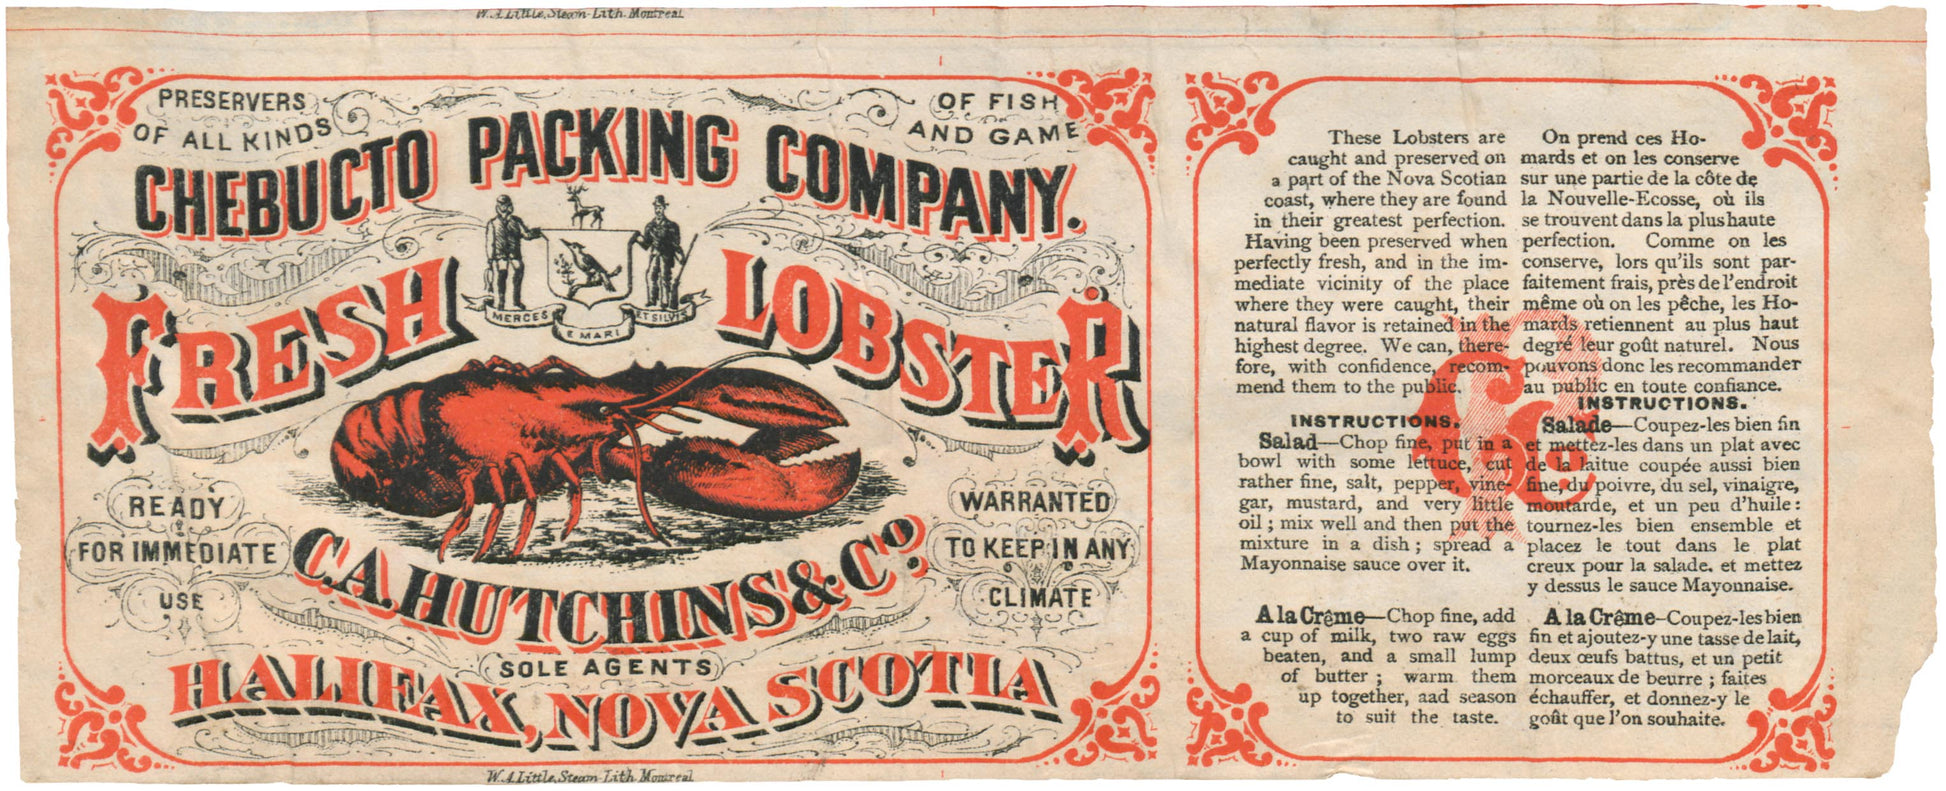 W. A. Little, Steam-Lith. Montreal
PRESERVERS
OF ALL KINDS
OF FISH
AND GAME
CHEBUCTO PACKING COMPANY.
FRESH LOBSTER
MERCES E MARI ET SILVIS
READY
FOR IMMEDIATE
USE
WARRANTED
TO KEEP IN ANY
CLIMATE
C.A. HUTCHINS & Co.
SOLE AGENTS
HALIFAX, NOVA SCOTIA
W. A. Little, Steam-Lith. Montreal
These Lobsters are
caught and preserved on
a part of the Nova Scotian
coast, where they are found
in their greatest perfection.
Having been preserved when
perfectly fresh, and in the im-
mediate vicinity of the place
where they were caught, their
natural flavor is retained in the
highest degree. We can, there-
fore, with confidence, recom-
mend them to the public.
INSTRUCTIONS.
Salad—Chop fine, put in a
bowl with some lettuce, cut
rather fine, salt, pepper, vine-
gar, mustard, and very little
oil ; mix well and then put the
mixture in a dish ; spread a
Mayonnaise sauce over it.
A la Crême—Chop fine, add
a cup of milk, two raw eggs
beaten, and a small lump
of butter ; warm them
up together, aad season
to suit the taste.
On prend ces Ho-
mards et on les conserve
sur une partie de la côte de
la Nouvelle-Ecosse, où ils
se trouvent dans la plus haute
perfection. Comme on les
conserve, lors qu'ils sont par-
faitement frais, près de l'endroit
même où on les pêche, les Ho-
mards retiennent au plus haut
degré leur goût naturel. Nous
pouvons donc les recommander
au public en toute confiance.
INSTRUCTIONS.
Salade—Coupez-les bien fin
et mettez-les dans un plat avec
de la laitue coupée aussi bien
fine, du poivre, du sel, vinaigre,
moutarde, et un peu d'huile :
tournez-les bien ensemble et
placez le tout dans le plat
creux pour la salade. et mettez
y dessus le sauce Mayonnaise.
A la Crême—Coupez-les bien
fin et ajoutez-y une tasse de lait,
deux œufs battus, et un petit
morceaux de beurre ; faites
échauffer, et donnez-y le
goût que l'on souhaite.